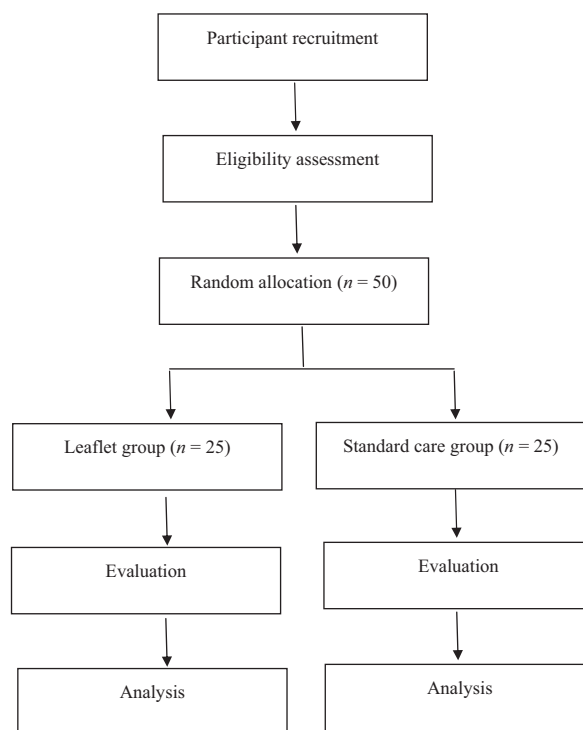 Participant recruitment
Eligibility assessment
Random allocation (n = 50)
Leaflet group (n = 25)
Standard care group (n = 25)
Evaluation
Evaluation
Analysis
Analysis